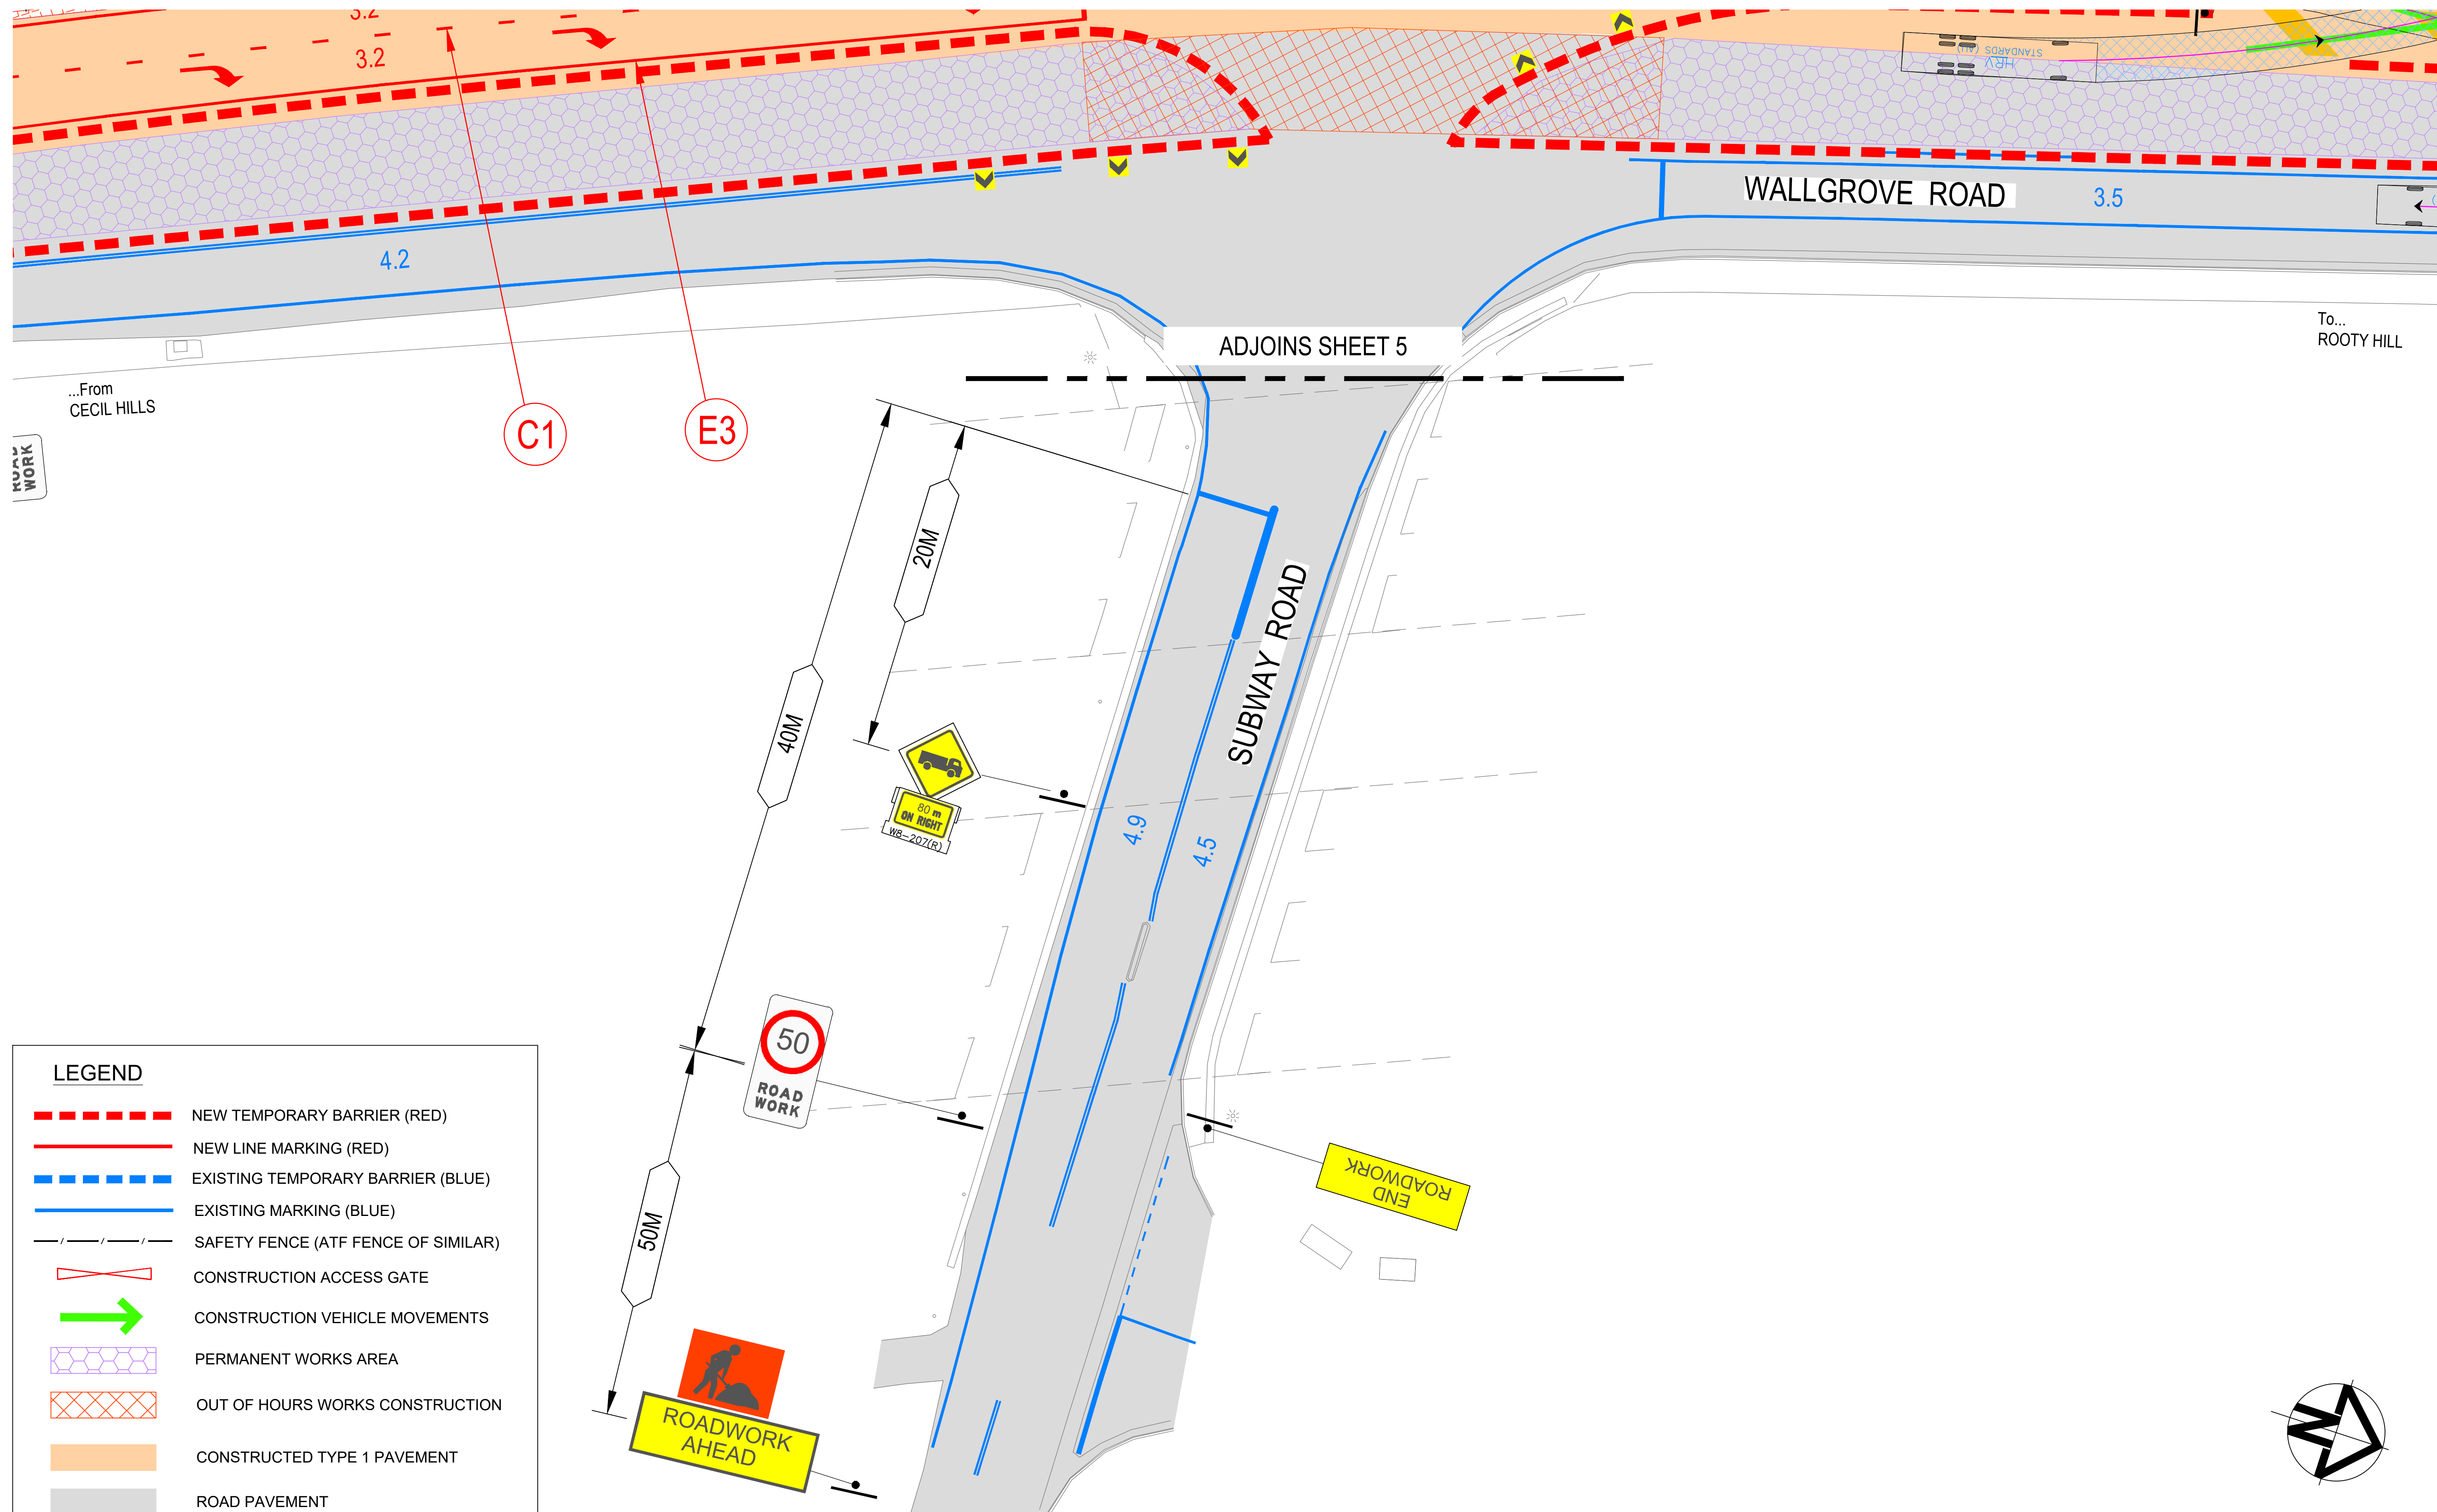 3.2
3.2
HRV
STANDARDS (AU)
WALLGROVE ROAD
3.5
4.2
ADJOINS SHEET 5
To...
ROOTY HILL
...From
CECIL HILLS
C1
E3
ROAD
WORK
20M
SUBWAY ROAD
40M
80 m
ON RIGHT
W8-207(R)
4.9
4.5
50
ROAD
WORK
END
ROADWORK
50M
ROADWORK
AHEAD
LEGEND
NEW TEMPORARY BARRIER (RED)
NEW LINE MARKING (RED)
EXISTING TEMPORARY BARRIER (BLUE)
EXISTING MARKING (BLUE)
SAFETY FENCE (ATF FENCE OF SIMILAR)
CONSTRUCTION ACCESS GATE
CONSTRUCTION VEHICLE MOVEMENTS
PERMANENT WORKS AREA
OUT OF HOURS WORKS CONSTRUCTION
CONSTRUCTED TYPE 1 PAVEMENT
ROAD PAVEMENT
N